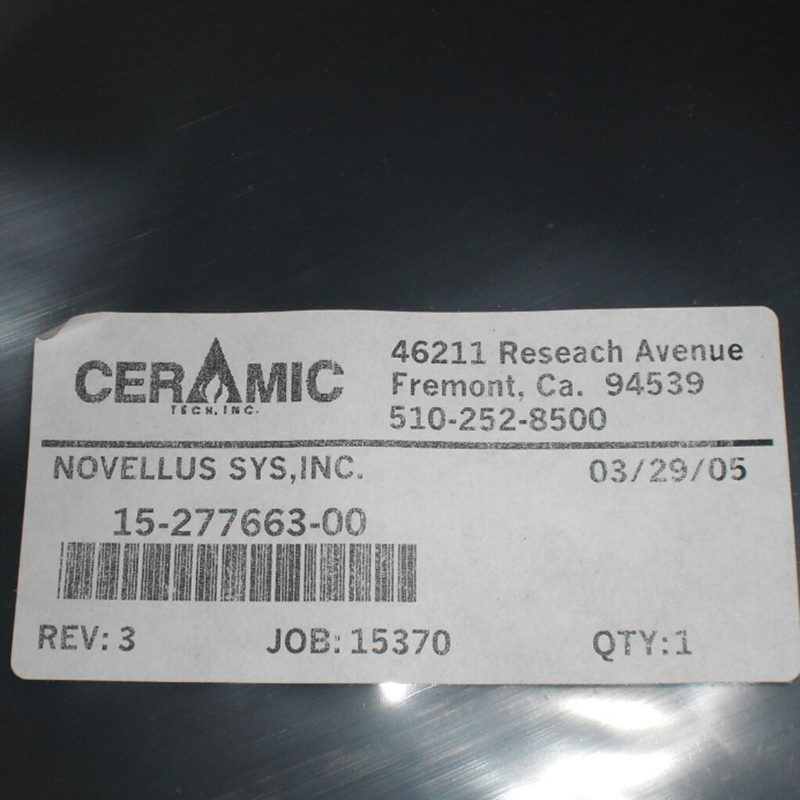 CERAMIC
TECH, INC.
46211 Reseach Avenue
Fremont, Ca. 94539
510-252-8500
NOVELLUS SYS,INC.
03/29/05
15-277663-00
REV: 3
JOB: 15370
QTY:1